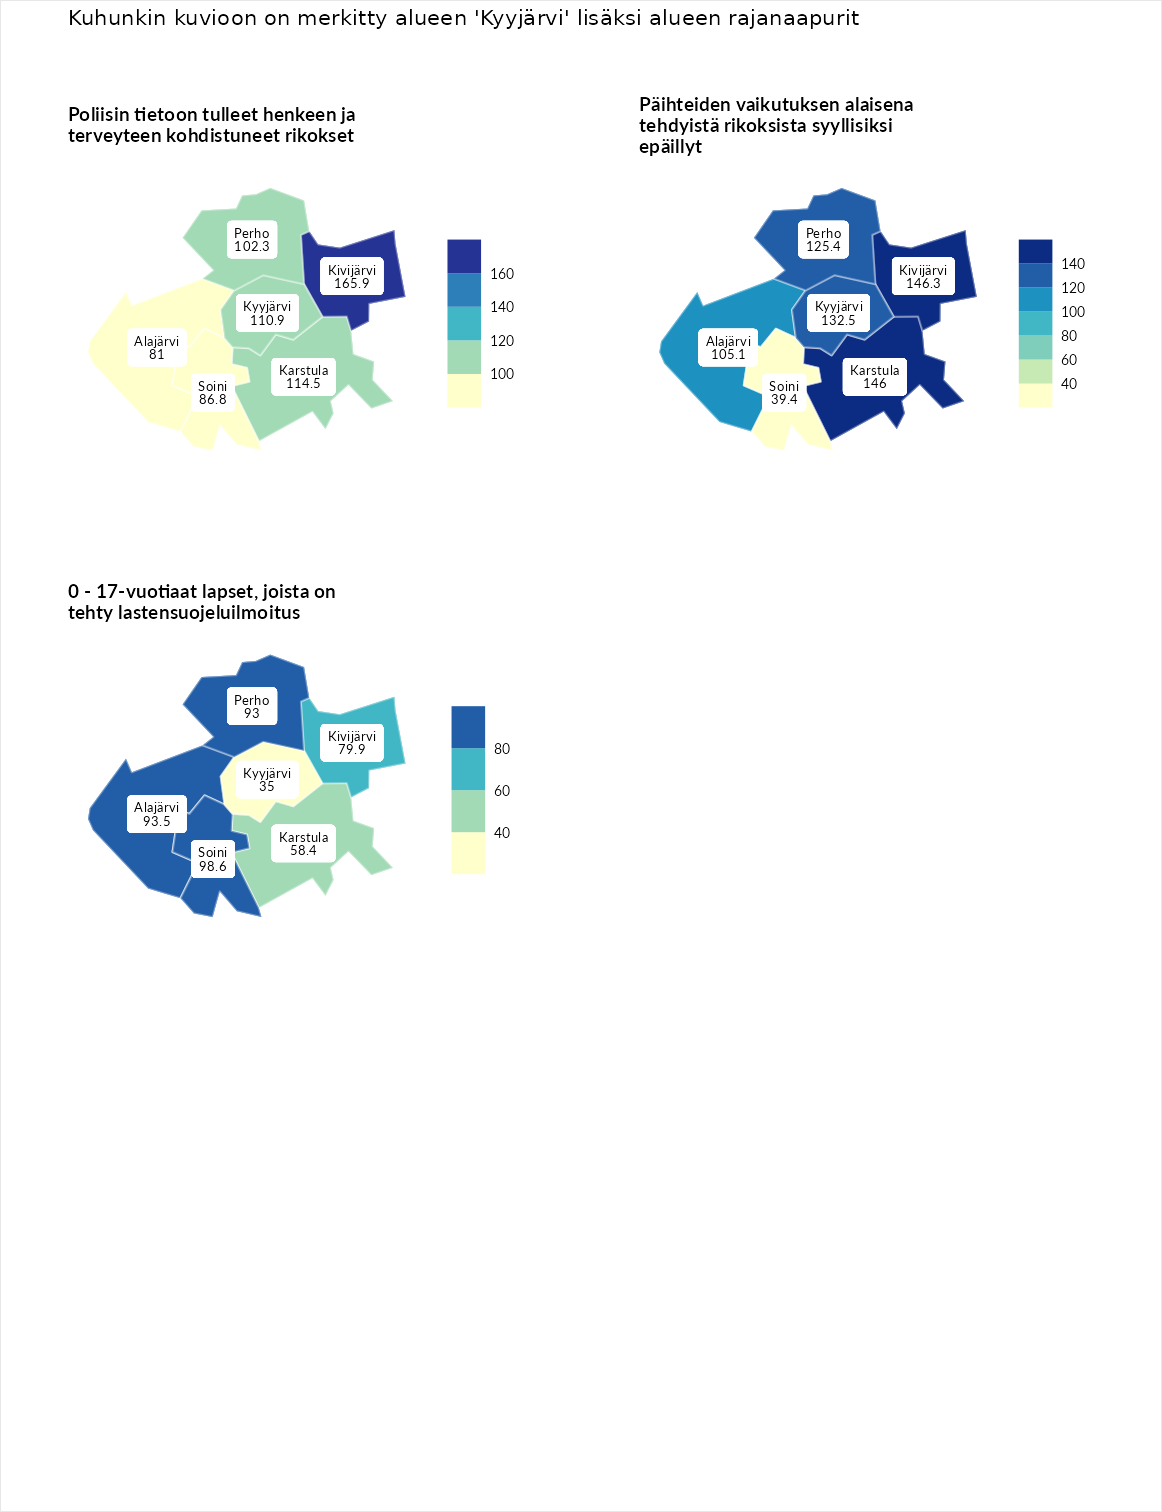 Kuhunkin kuvioon on merkitty alueen 'Kyyjärvi' lisäksi alueen rajanaapurit
Poliisin tietoon tulleet henkeen ja
terveyteen kohdistuneet rikokset
Perho
102.3
Kivijärvi
165.9
Kyyjärvi
110.9
Alajärvi
81
Karstula
114.5
Soini
86.8
160
140
120
100
Päihteiden vaikutuksen alaisena
tehdyistä rikoksista syyllisiksi
epäillyt
Perho
125.4
Kivijärvi
146.3
Kyyjärvi
132.5
Alajärvi
105.1
Karstula
146
Soini
39.4
140
120
100
80
60
40
0 - 17-vuotiaat lapset, joista on
tehty lastensuojeluilmoitus
Perho
93
Kivijärvi
79.9
Kyyjärvi
35
Alajärvi
93.5
Karstula
58.4
Soini
98.6
80
60
40